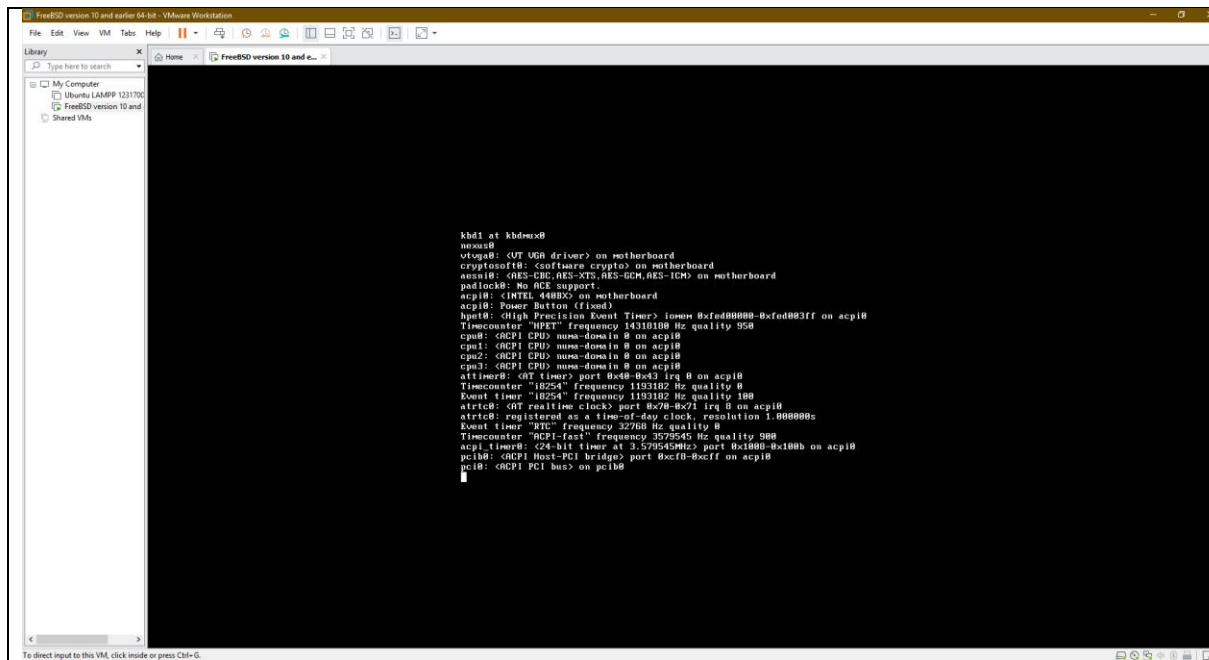 FreeBSD version 10 and earlier 64-bit - VMware Workstation
File Edit View VM Tabs Help
Library
Home
FreeBSD version 10 and e...
Type here to search
My Computer
Ubuntu LAMPP 1231700
FreeBSD version 10 and
Shared VMs
kbd1 at kbdmux0
nexus0
vtvga0: <VT VGA driver> on motherboard
cryptosoft0: <software crypto> on motherboard
aesni0: <AES-CBC,AES-XTS,AES-GCM,AES-ICM> on motherboard
padlock0: No ACE support.
acpi0: <INTEL 440BX> on motherboard
acpi0: Power Button (fixed)
hpet0: <High Precision Event Timer> iomem 0xfed00000-0xfed003ff on acpi0
Timecounter "HPET" frequency 14318180 Hz quality 950
cpu0: <ACPI CPU> numa-domain 0 on acpi0
cpu1: <ACPI CPU> numa-domain 0 on acpi0
cpu2: <ACPI CPU> numa-domain 0 on acpi0
cpu3: <ACPI CPU> numa-domain 0 on acpi0
attimer0: <AT timer> port 0x40-0x43 irq 0 on acpi0
Timecounter "i8254" frequency 1193182 Hz quality 0
Event timer "i8254" frequency 1193182 Hz quality 100
atrtc0: <AT realtime clock> port 0x70-0x71 irq 8 on acpi0
atrtc0: registered as a time-of-day clock, resolution 1.000000s
Event timer "RTC" frequency 32768 Hz quality 0
Timecounter "ACPI-fast" frequency 3579545 Hz quality 900
acpi_timer0: <24-bit timer at 3.579545MHz> port 0x1008-0x100b on acpi0
pcib0: <ACPI Host-PCI bridge> port 0xcf8-0xcff on acpi0
pci0: <ACPI PCI bus> on pcib0
To direct input to this VM, click inside or press Ctrl+G.